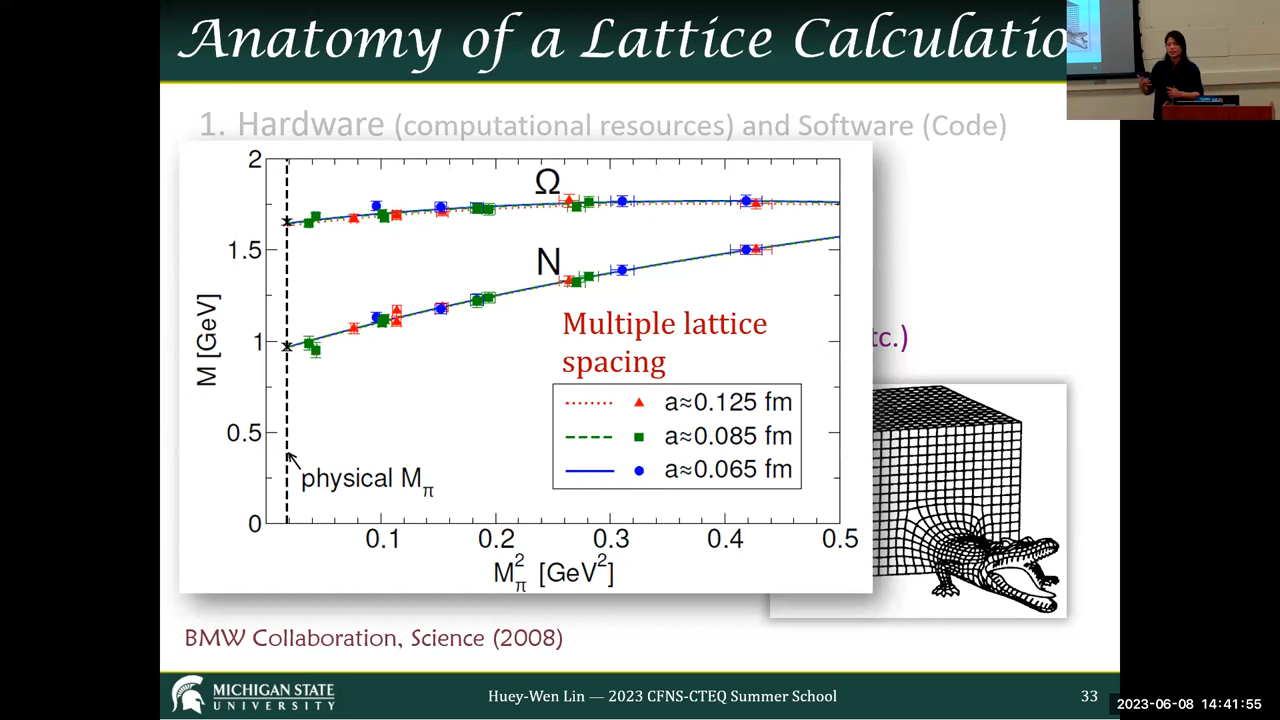 Anatomy of a Lattice Calculatio
1. Hardware (computational resources) and Software (Code)
2
1.5
1
0.5
0
M [GeV]
Ω
N
Multiple lattice
spacing
a≈0.125 fm
a≈0.085 fm
a≈0.065 fm
physical Mπ
0.1 0.2 0.3 0.4 0.5
Mπ² [GeV²]
tc.)
BMW Collaboration, Science (2008)
MICHIGAN STATE
UNIVERSITY
Huey-Wen Lin — 2023 CFNS-CTEQ Summer School
33
2023-06-08 14:41:55